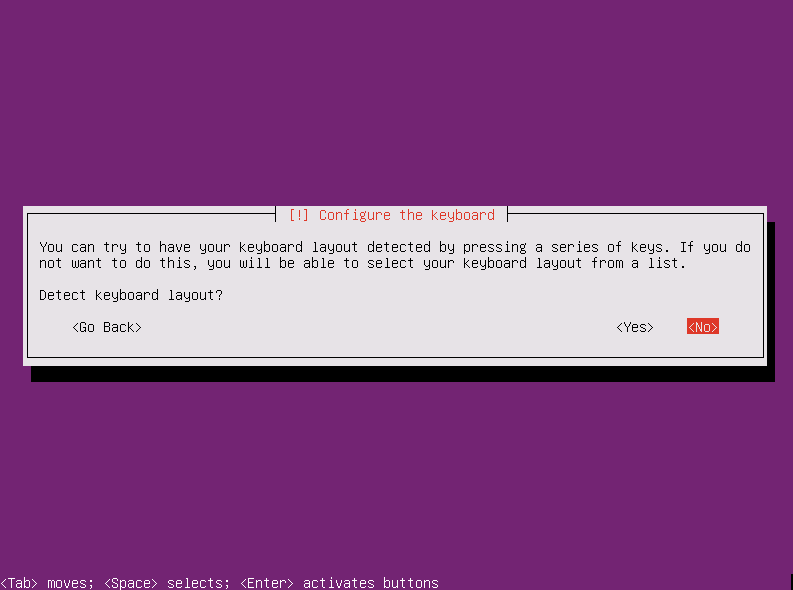 [!] Configure the keyboard
You can try to have your keyboard layout detected by pressing a series of keys. If you do
not want to do this, you will be able to select your keyboard layout from a list.
Detect keyboard layout?
<Go Back> <Yes> <No>
<Tab> moves; <Space> selects; <Enter> activates buttons